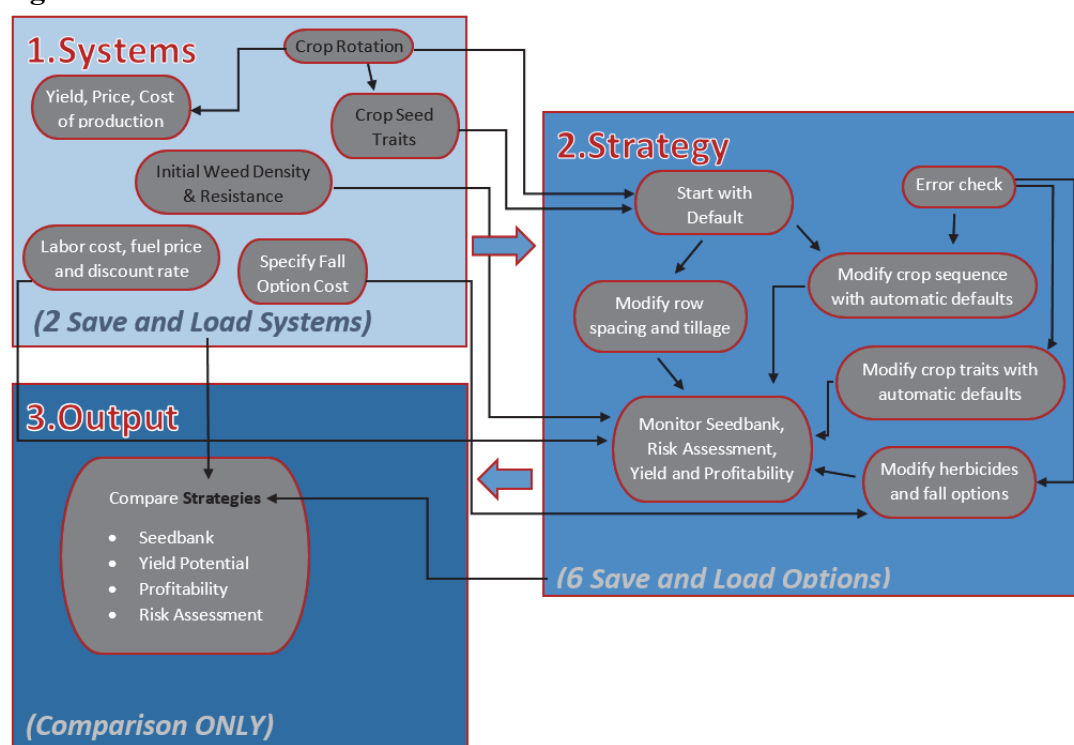 1.Systems
Crop Rotation
Yield, Price, Cost
of production
Crop Seed
Traits
Initial Weed Density
& Resistance
Labor cost, fuel price
and discount rate
Specify Fall
Option Cost
(2 Save and Load Systems)
2.Strategy
Start with
Default
Error check
Modify crop sequence
with automatic defaults
Modify row
spacing and tillage
Modify crop traits with
automatic defaults
Monitor Seedbank,
Risk Assessment,
Yield and Profitability
Modify herbicides
and fall options
(6 Save and Load Options)
3.Output
Compare Strategies
• Seedbank
• Yield Potential
• Profitability
• Risk Assessment
(Comparison ONLY)